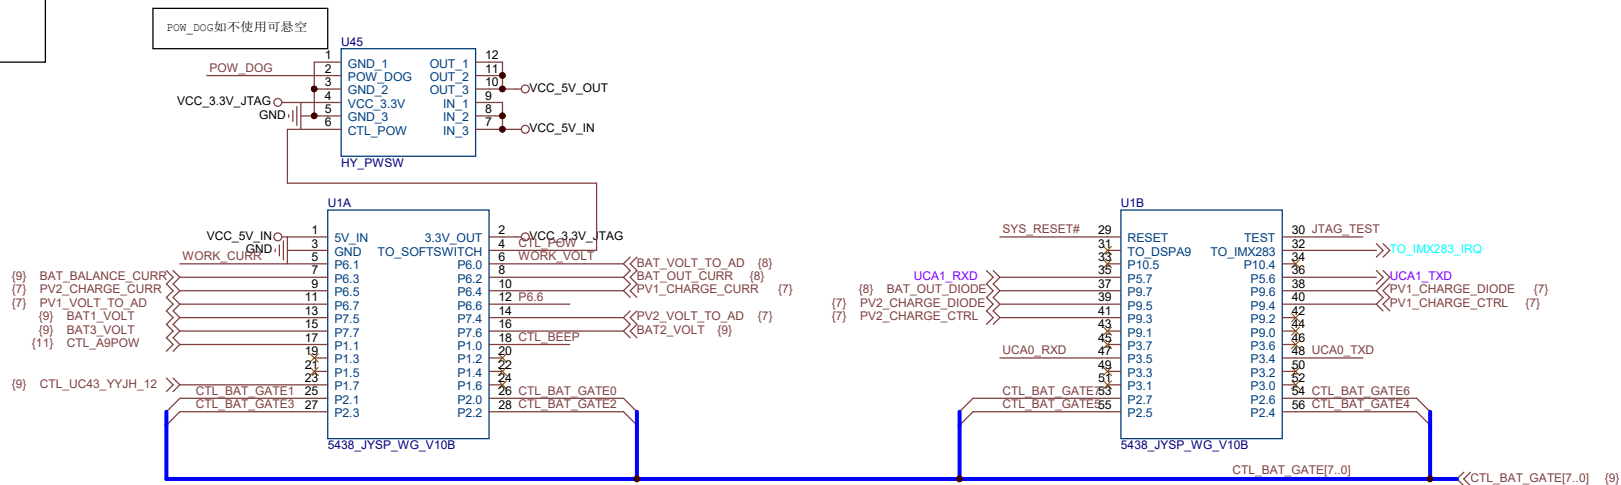 POW_DOG如不使用可悬空
U45
1 GND_1 OUT_1 12
POW_DOG 2 POW_DOG OUT_2 11
3 GND_2 OUT_3 10 VCC_5V_OUT
VCC_3.3V_JTAG 4 VCC_3.3V IN_1 9
GND 5 GND_3 IN_2 8
6 CTL_POW IN_3 7 VCC_5V_IN
HY_PWSW
U1A
VCC_5V_IN 1 5V_IN 3.3V_OUT 2 VCC_3.3V_JTAG
GND 3 GND TO_SOFTSWITCH 4 CTL_POW
WORK_CURR 5 P6.1 P6.0 6 WORK_VOLT BAT_VOLT_TO_AD {8}
{9} BAT_BALANCE_CURR 7 P6.3 P6.2 8 BAT_OUT_CURR {8}
{7} PV2_CHARGE_CURR 9 P6.5 P6.4 10 PV1_CHARGE_CURR {7}
{7} PV1_VOLT_TO_AD 11 P6.7 P6.6 12 P6.6
{9} BAT1_VOLT 13 P7.5 P7.4 14 PV2_VOLT_TO_AD {7}
{9} BAT3_VOLT 15 P7.7 P7.6 16 BAT2_VOLT {9}
{11} CTL_A9POW 17 P1.1 P1.0 18 CTL_BEEP
19 P1.3 P1.2 20
21 P1.5 P1.4 22
{9} CTL_UC43_YYJH_12 23 P1.7 P1.6 24
CTL_BAT_GATE1 25 P2.1 P2.0 26 CTL_BAT_GATE0
CTL_BAT_GATE3 27 P2.3 P2.2 28 CTL_BAT_GATE2
5438_JYSP_WG_V10B
U1B
SYS_RESET# 29 RESET TEST 30 JTAG_TEST
31 TO_DSPA9 TO_IMX283 32 TO_IMX283_IRQ
33 P10.5 P10.4 34
UCA1_RXD 35 P5.7 P5.6 36 UCA1_TXD
{8} BAT_OUT_DIODE 37 P9.7 P9.6 38 PV1_CHARGE_DIODE {7}
{7} PV2_CHARGE_DIODE 39 P9.5 P9.4 40 PV1_CHARGE_CTRL {7}
{7} PV2_CHARGE_CTRL 41 P9.3 P9.2 42
43 P9.1 P9.0 44
45 P3.7 P3.6 46
UCA0_RXD 47 P3.5 P3.4 48 UCA0_TXD
49 P3.3 P3.2 50
51 P3.1 P3.0 52
CTL_BAT_GATE7 53 P2.7 P2.6 54 CTL_BAT_GATE6
CTL_BAT_GATE5 55 P2.5 P2.4 56 CTL_BAT_GATE4
5438_JYSP_WG_V10B
CTL_BAT_GATE[7..0]
CTL_BAT_GATE[7..0] {9}